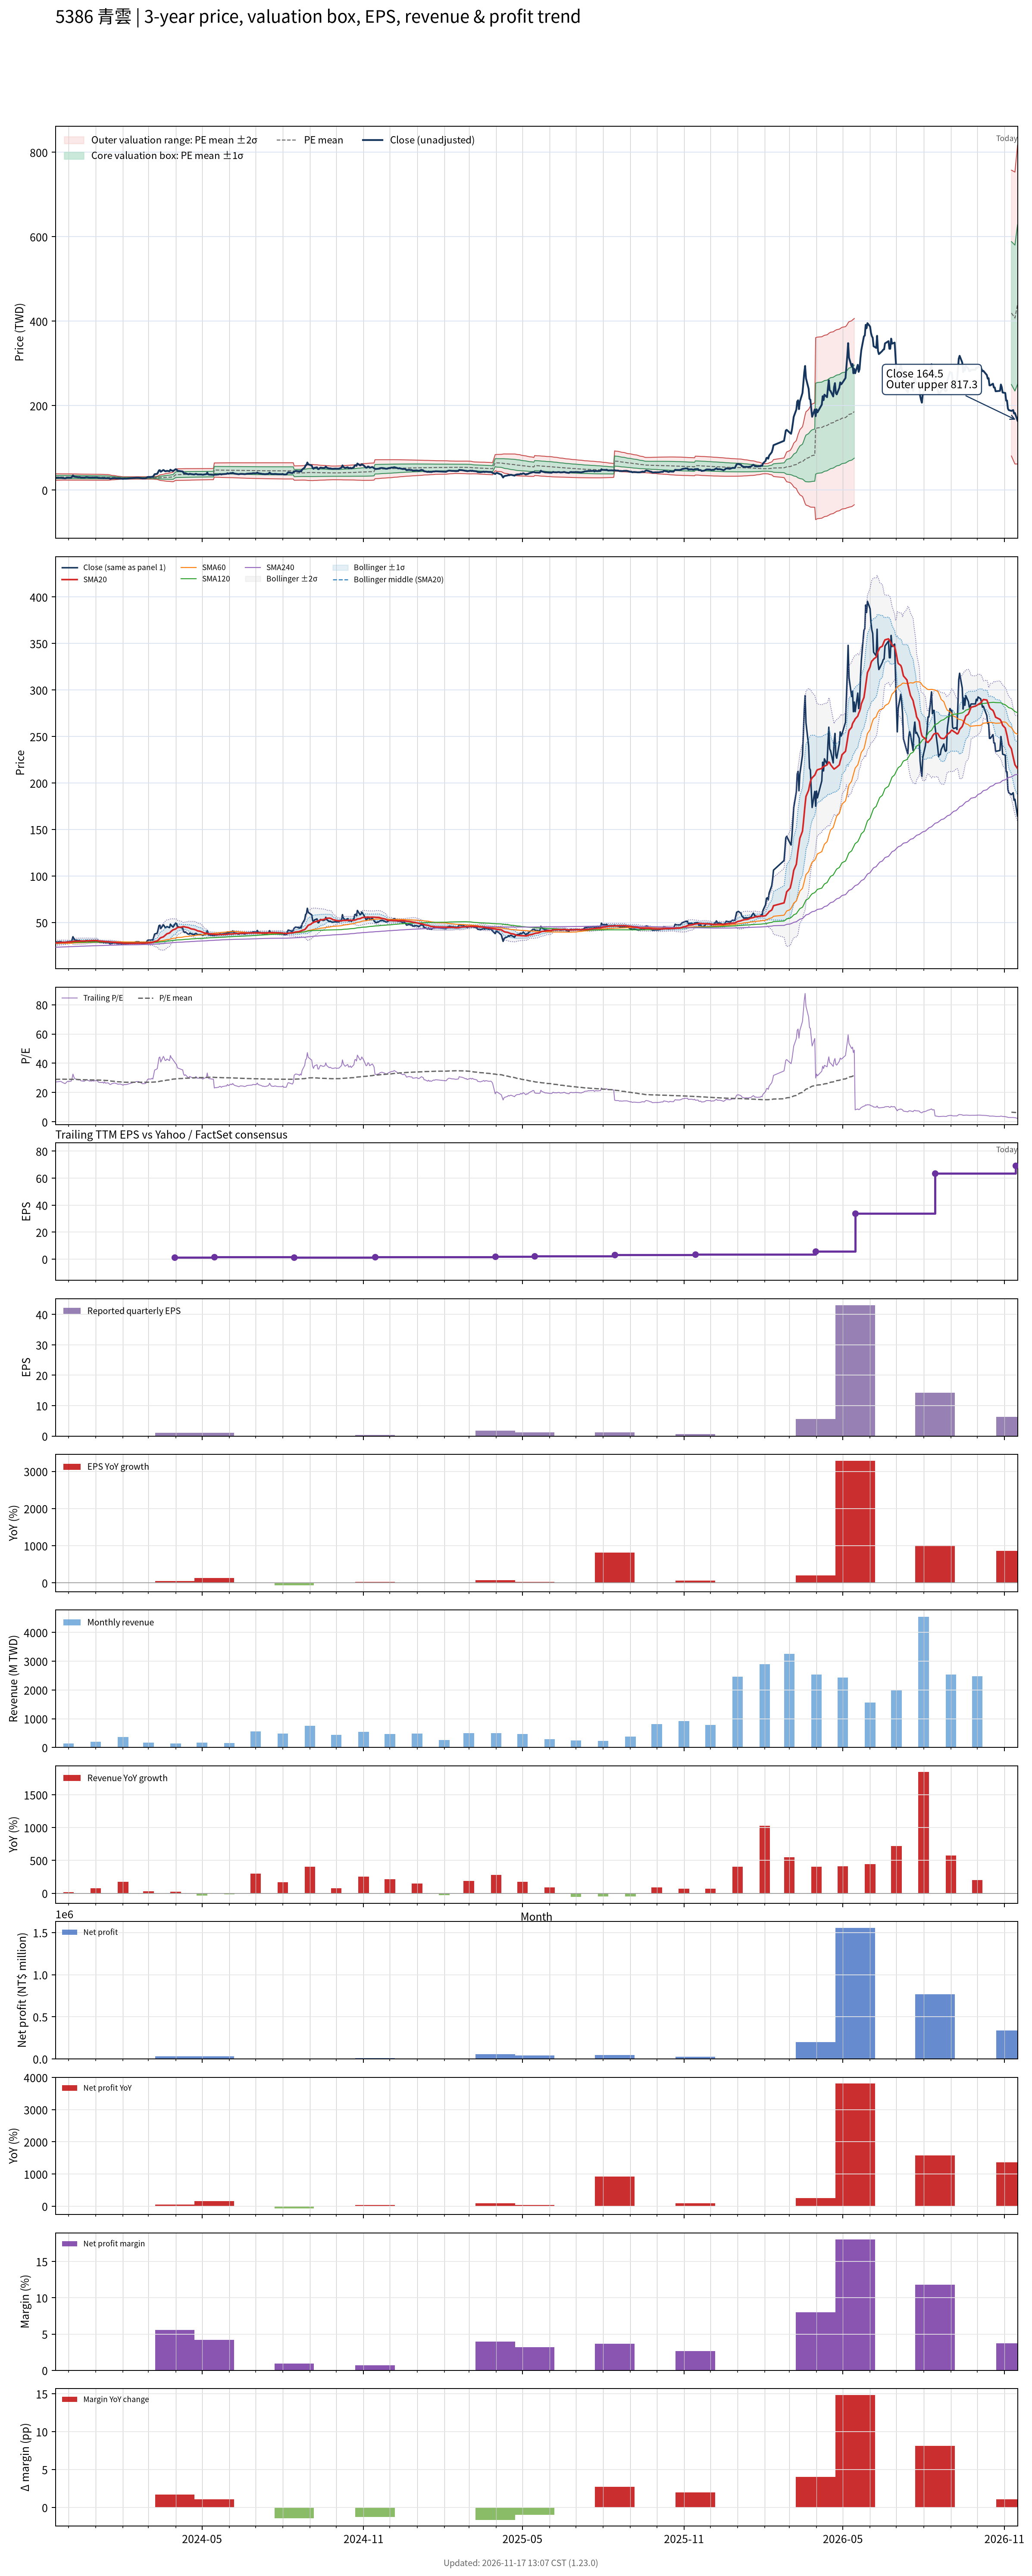 5386 青雲 | 3-year price, valuation box, EPS, revenue & profit trend
Outer valuation range: PE mean ±2σ
Core valuation box: PE mean ±1σ
PE mean
Close (unadjusted)
Today
800
600
400
200
0
Price (TWD)
Close 164.5
Outer upper 817.3
Close (same as panel 1)
SMA20
SMA60
SMA120
SMA240
Bollinger ±2σ
Bollinger ±1σ
Bollinger middle (SMA20)
400
350
300
250
200
150
100
50
Price
Trailing P/E
P/E mean
80
60
40
20
0
P/E
Trailing TTM EPS vs Yahoo / FactSet consensus
Today
80
60
40
20
0
EPS
Reported quarterly EPS
40
30
20
10
0
EPS
EPS YoY growth
3000
2000
1000
0
YoY (%)
Monthly revenue
4000
3000
2000
1000
0
Revenue (M TWD)
Revenue YoY growth
1500
1000
500
0
YoY (%)
Month
1e6
Net profit
1.5
1.0
0.5
0.0
Net profit (NT$ million)
Net profit YoY
4000
3000
2000
1000
0
YoY (%)
Net profit margin
15
10
5
0
Margin (%)
Margin YoY change
15
10
5
0
Δ margin (pp)
2024-05
2024-11
2025-05
2025-11
2026-05
2026-11
Updated: 2026-11-17 13:07 CST (1.23.0)